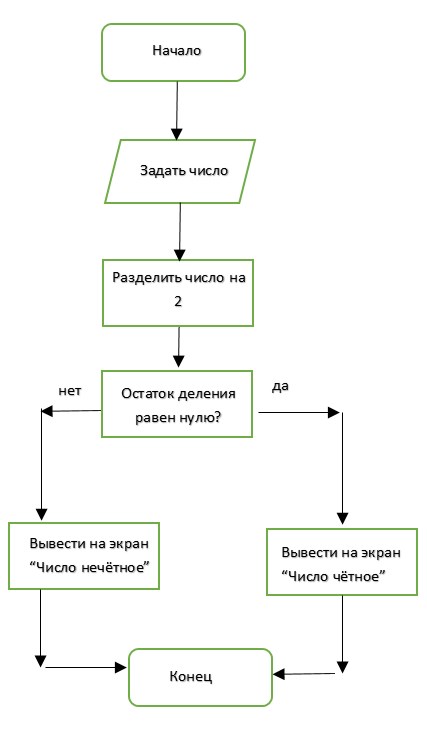 Начало
Задать число
Разделить число на
2
Остаток деления
равен нулю?
нет
да
Вывести на экран
“Число нечётное”
Вывести на экран
“Число чётное”
Конец